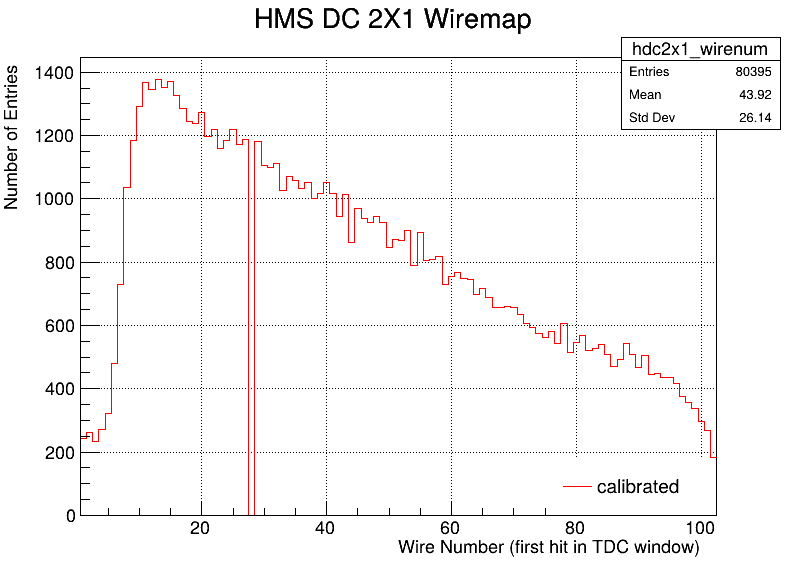 HMS DC 2X1 Wiremap
hdc2x1_wirenum
Entries 80395
Mean 43.92
Std Dev 26.14
Number of Entries
1400
1200
1000
800
600
400
200
0
calibrated
20 40 60 80 100
Wire Number (first hit in TDC window)